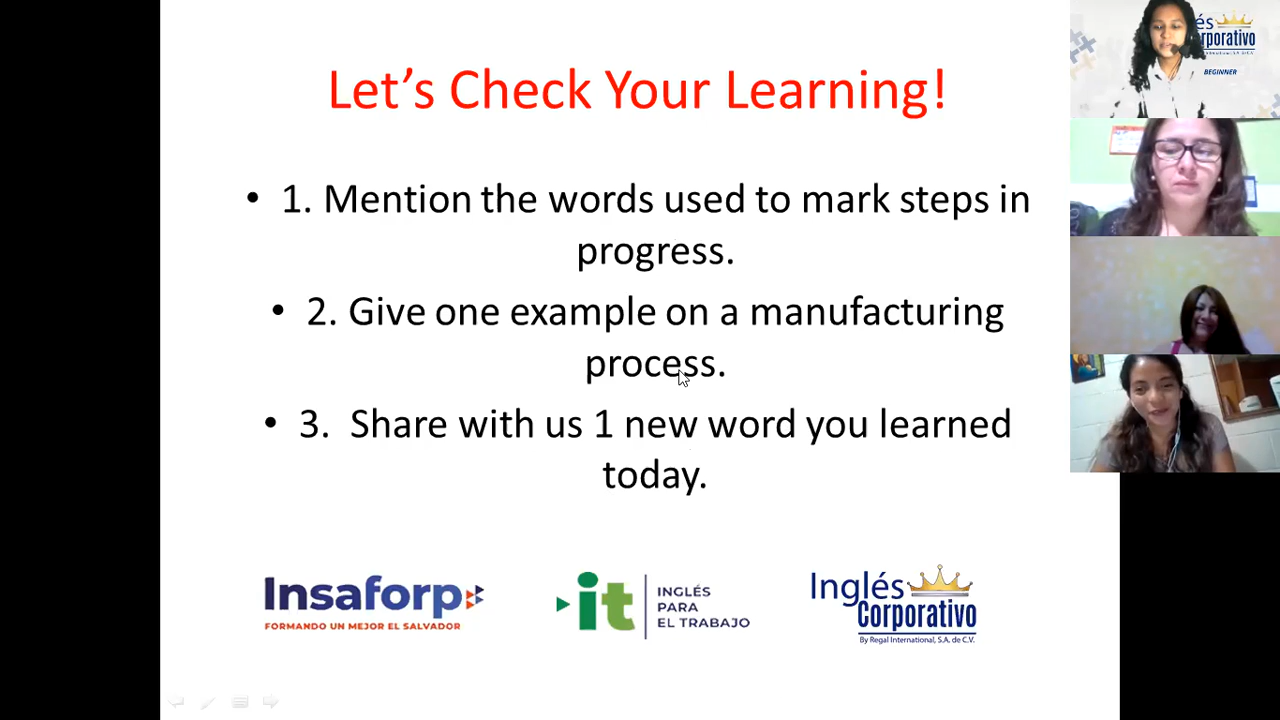 Let's Check Your Learning!
• 1. Mention the words used to mark steps in
progress.
• 2. Give one example on a manufacturing
process.
• 3. Share with us 1 new word you learned
today.
Insaforp
FORMANDO UN MEJOR EL SALVADOR
it
INGLÉS
PARA
EL TRABAJO
Inglés
Corporativo
By Regal International, S.A. de C.V.
és
rporativo
BEGINNER